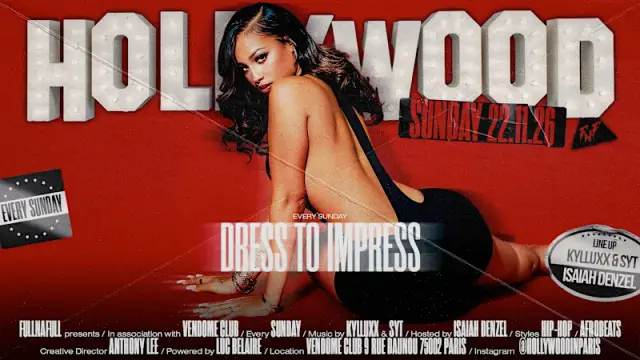 HOLLYWOOD
SUNDAY 22.11.26
FNF
EVERY SUNDAY
EVERY SUNDAY
DRESS TO IMPRESS
LINE UP
KYLLUXX & SYT
ISAIAH DENZEL
FULLNAFULL presents / In association with VENDOME CLUB / Every SUNDAY / Music by KYLLUXX & SYT / Hosted by ISAIAH DENZEL / Styles HIP-HOP / AFROBEATS
Creative Director ANTHONY LEE / Powered by LUC BELAIRE / Location VENDOME CLUB 9 RUE DAUNOU 75002 PARIS / Instagram @HOLLYWOODINPARIS